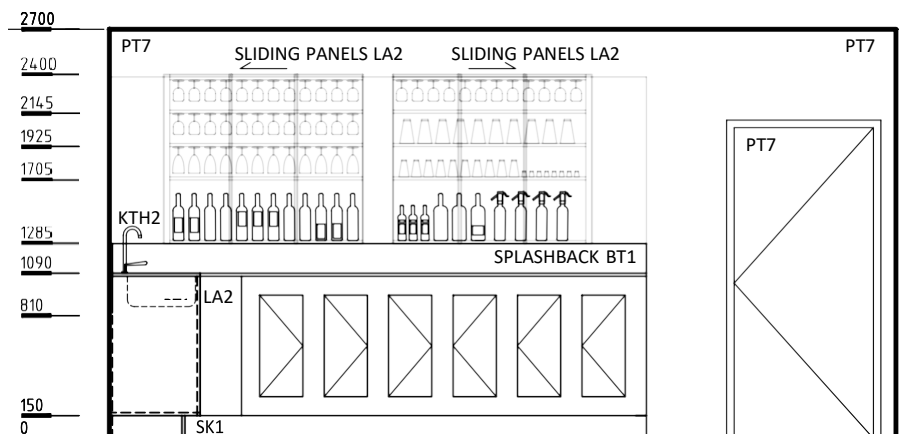 2700
PT7
PT7
SLIDING PANELS LA2
SLIDING PANELS LA2
2400
2145
1925
PT7
1705
KTH2
1285
SPLASHBACK BT1
1090
LA2
810
150
0
SK1